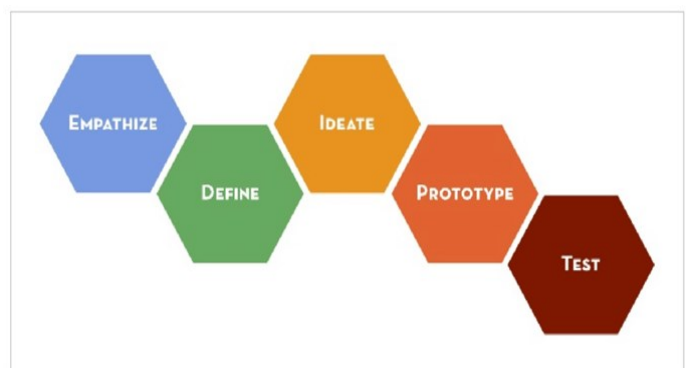 EMPATHIZE
DEFINE
IDEATE
PROTOTYPE
TEST